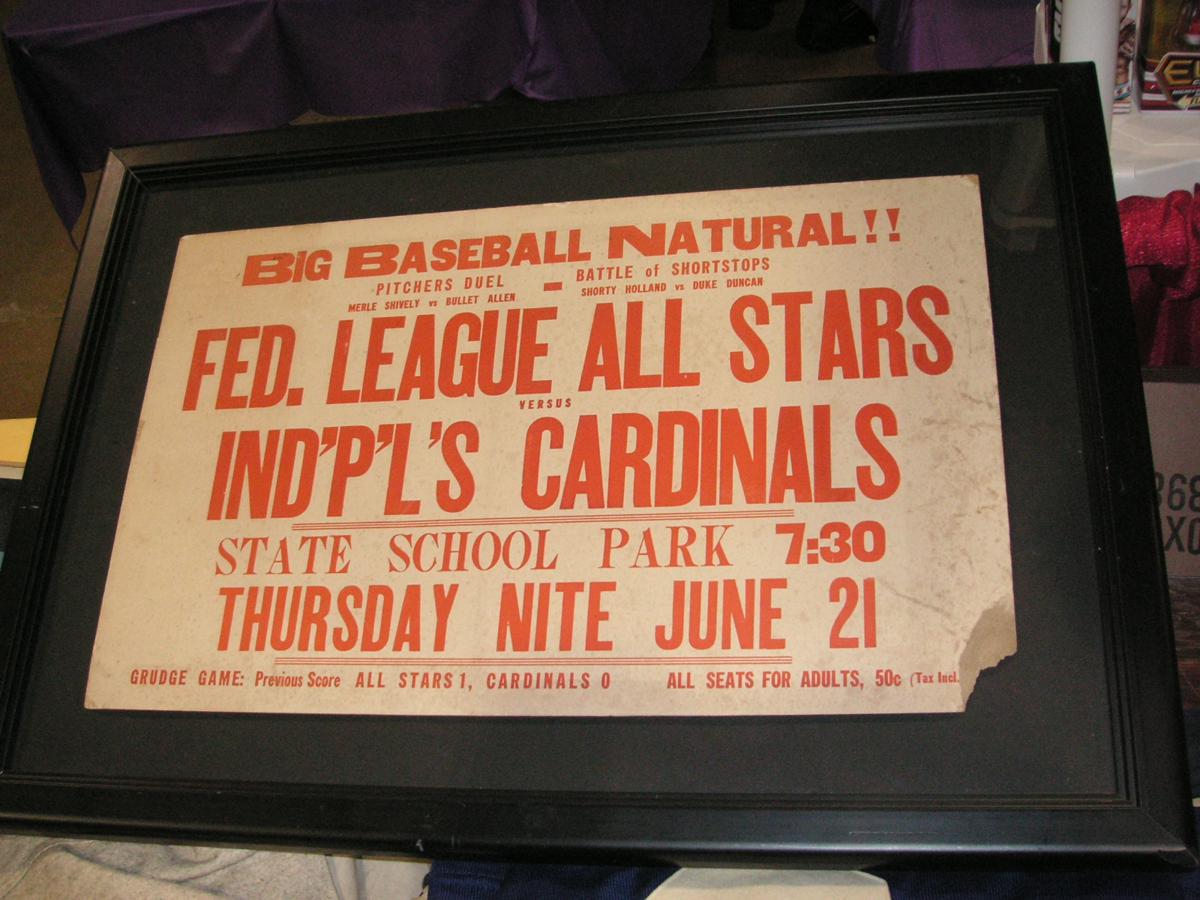 BIG BASEBALL NATURAL!!
PITCHERS DUEL - BATTLE of SHORTSTOPS
MERLE SHIVELY vs BULLET ALLEN SHORTY HOLLAND vs DUKE DUNCAN
FED. LEAGUE ALL STARS
VERSUS
IND'P'L'S CARDINALS
STATE SCHOOL PARK 7:30
THURSDAY NITE JUNE 21
GRUDGE GAME: Previous Score ALL STARS 1, CARDINALS 0 ALL SEATS FOR ADULTS, 50c (Tax Incl.